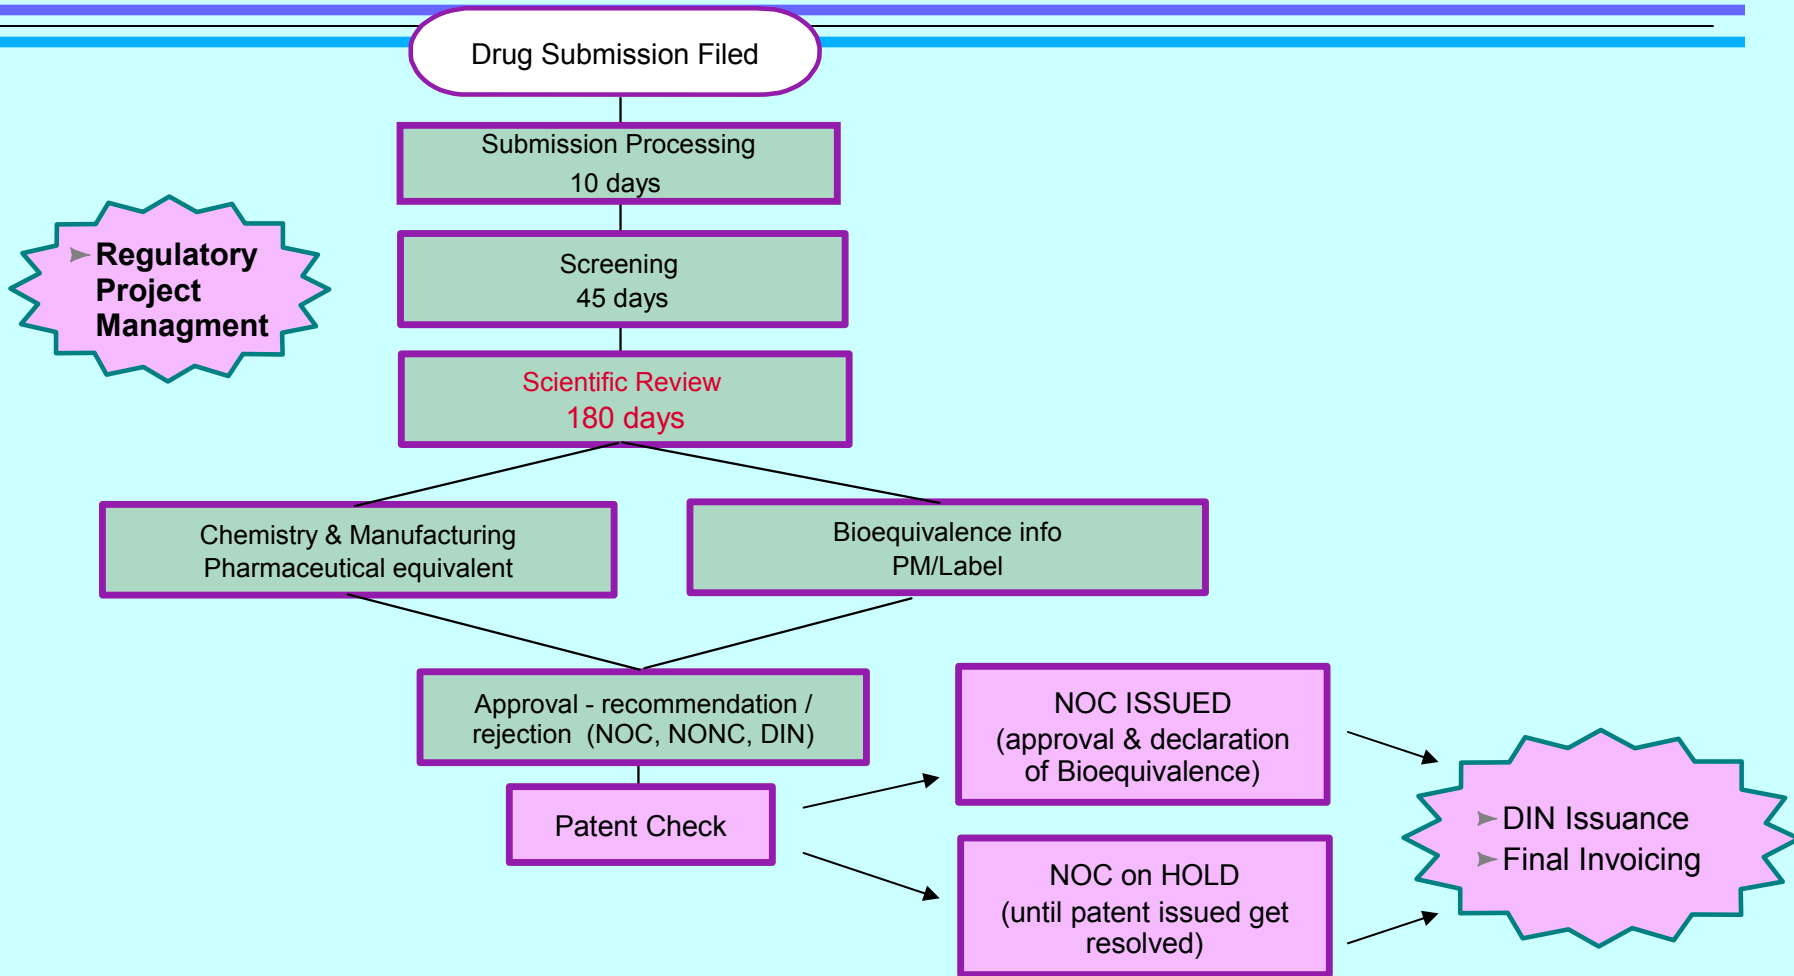 Drug Submission Filed
Submission Processing
10 days
➢ Regulatory
Project
Managment
Screening
45 days
Scientific Review
180 days
Chemistry & Manufacturing
Pharmaceutical equivalent
Bioequivalence info
PM/Label
Approval - recommendation /
rejection (NOC, NONC, DIN)
Patent Check
NOC ISSUED
(approval & declaration
of Bioequivalence)
NOC on HOLD
(until patent issued get
resolved)
➢ DIN Issuance
➢ Final Invoicing